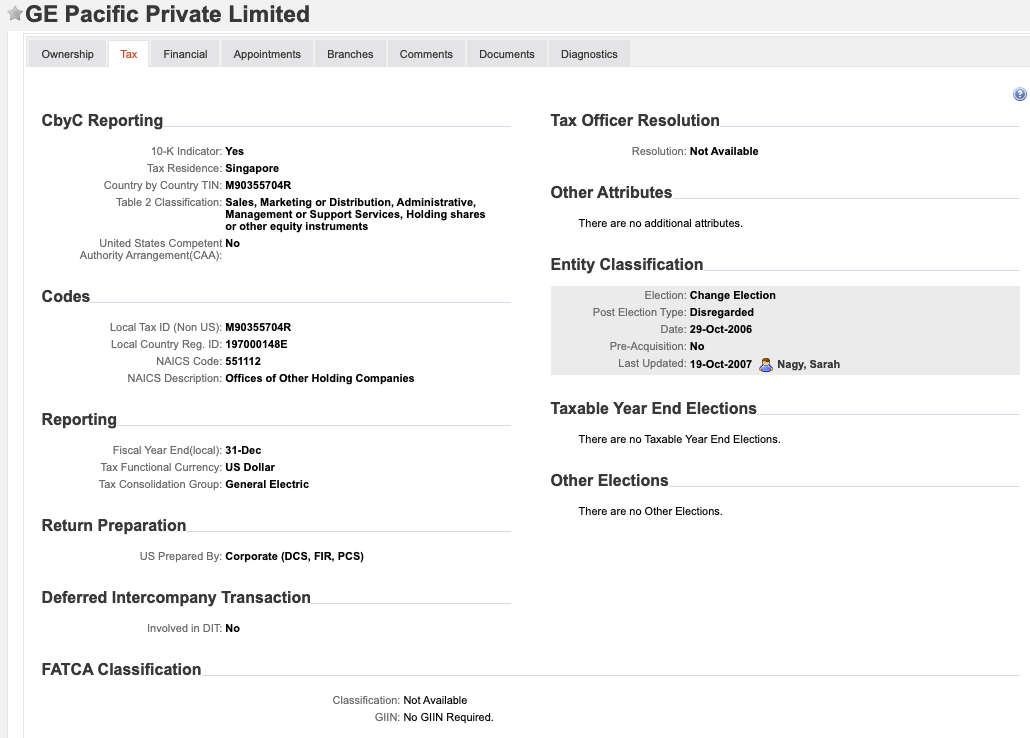 GE Pacific Private Limited
Ownership Tax Financial Appointments Branches Comments Documents Diagnostics
CbyC Reporting
10-K Indicator: Yes
Tax Residence: Singapore
Country by Country TIN: M90355704R
Table 2 Classification: Sales, Marketing or Distribution, Administrative,
Management or Support Services, Holding shares
or other equity instruments
United States Competent No
Authority Arrangement(CAA):
Codes
Local Tax ID (Non US): M90355704R
Local Country Reg. ID: 197000148E
NAICS Code: 551112
NAICS Description: Offices of Other Holding Companies
Reporting
Fiscal Year End(local): 31-Dec
Tax Functional Currency: US Dollar
Tax Consolidation Group: General Electric
Return Preparation
US Prepared By: Corporate (DCS, FIR, PCS)
Deferred Intercompany Transaction
Involved in DIT: No
Tax Officer Resolution
Resolution: Not Available
Other Attributes
There are no additional attributes.
Entity Classification
Election: Change Election
Post Election Type: Disregarded
Date: 29-Oct-2006
Pre-Acquisition: No
Last Updated: 19-Oct-2007 Nagy, Sarah
Taxable Year End Elections
There are no Taxable Year End Elections.
Other Elections
There are no Other Elections.
FATCA Classification
Classification: Not Available
GIIN: No GIIN Required.